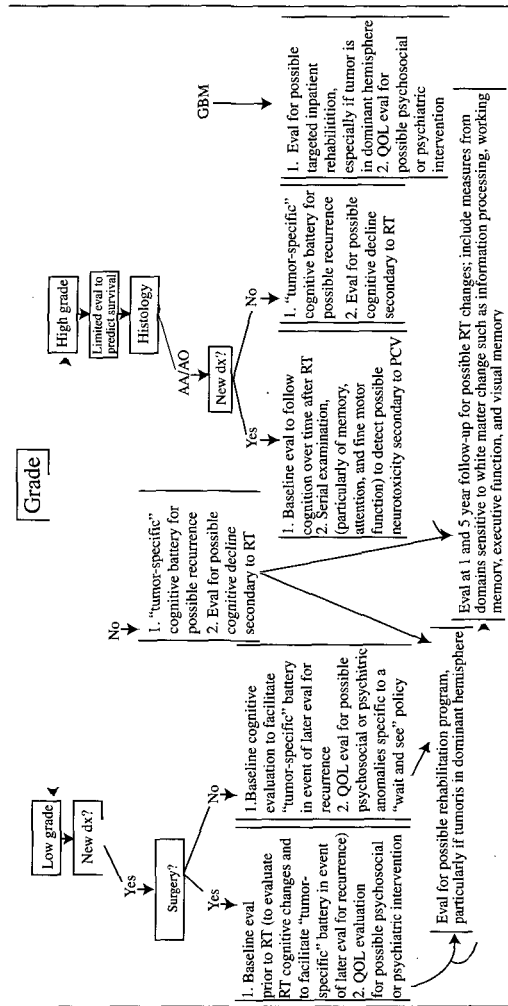 Grade
Low grade
New dx?
Yes
Surgery?
Yes
1. Baseline eval
prior to RT (to evaluate
RT cognitive changes and
to facilitate “tumor-
specific” battery in event
of later eval for recurrence)
2. QOL evaluation
for possible psychosocial
or psychiatric intervention
No
1.Baseline cognitive
evaluation to facilitate
“tumor-specific” battery
in event of later eval for
recurrence
2. QOL eval for possible
psychosocial or psychitric
anomalies specific to a
“wait and see” policy
Eval for possible rehabilitation program,
particularly if tumoris in dominant hemisphere
No
1. “tumor-specific”
cognitive battery for
possible recurrence
2. Eval for possible
cognitive decline
secondary to RT
High grade
Limited eval to
predict survival
Histology
AA/AO
New dx?
Yes
1. Baseline eval to follow
cognition over time after RT
2. Serial examination,
(particularly of memory,
attention, and fine motor
function) to detect possible
neurotoxicity secondary to PCV
No
1. “tumor-specific”
cognitive battery for
possible recurrence
2. Eval for possible
cognitive decline
secondary to RT
GBM
1. Eval for possible
targeted inpatient
rehabilitition,
especially if tumor is
in dominant hemisphere
2. QOL eval for
possible psychosocial
or psychiatric
intervention
Eval at 1 and 5 year follow-up for possible RT changes; include measures from
domains sensitive to white matter change such as information processing, working
memory, executive function, and visual memory